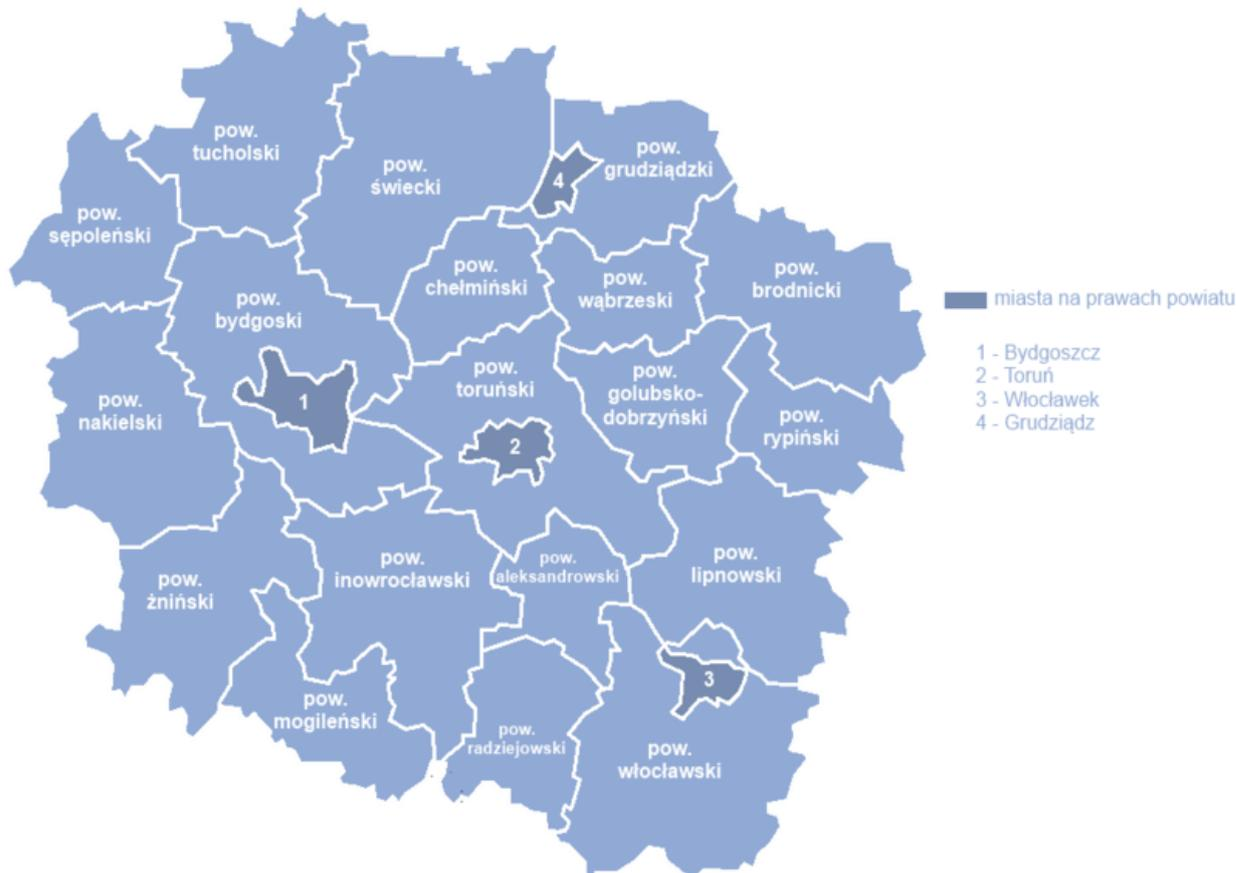 pow.
tucholski
pow.
świecki
pow.
grudziądzki
4
pow.
sępoleński
pow.
bydgoski
pow.
chełmiński
pow.
wąbrzeski
pow.
brodnicki
miasta na prawach powiatu
1 - Bydgoszcz
2 - Toruń
3 - Włocławek
4 - Grudziądz
pow.
nakielski
1
pow.
toruński
2
pow.
golubsko-
dobrzyński
pow.
rypiński
pow.
żniński
pow.
inowrocławski
pow.
aleksandrowski
pow.
lipnowski
pow.
mogileński
pow.
radziejowski
3
pow.
włocławski